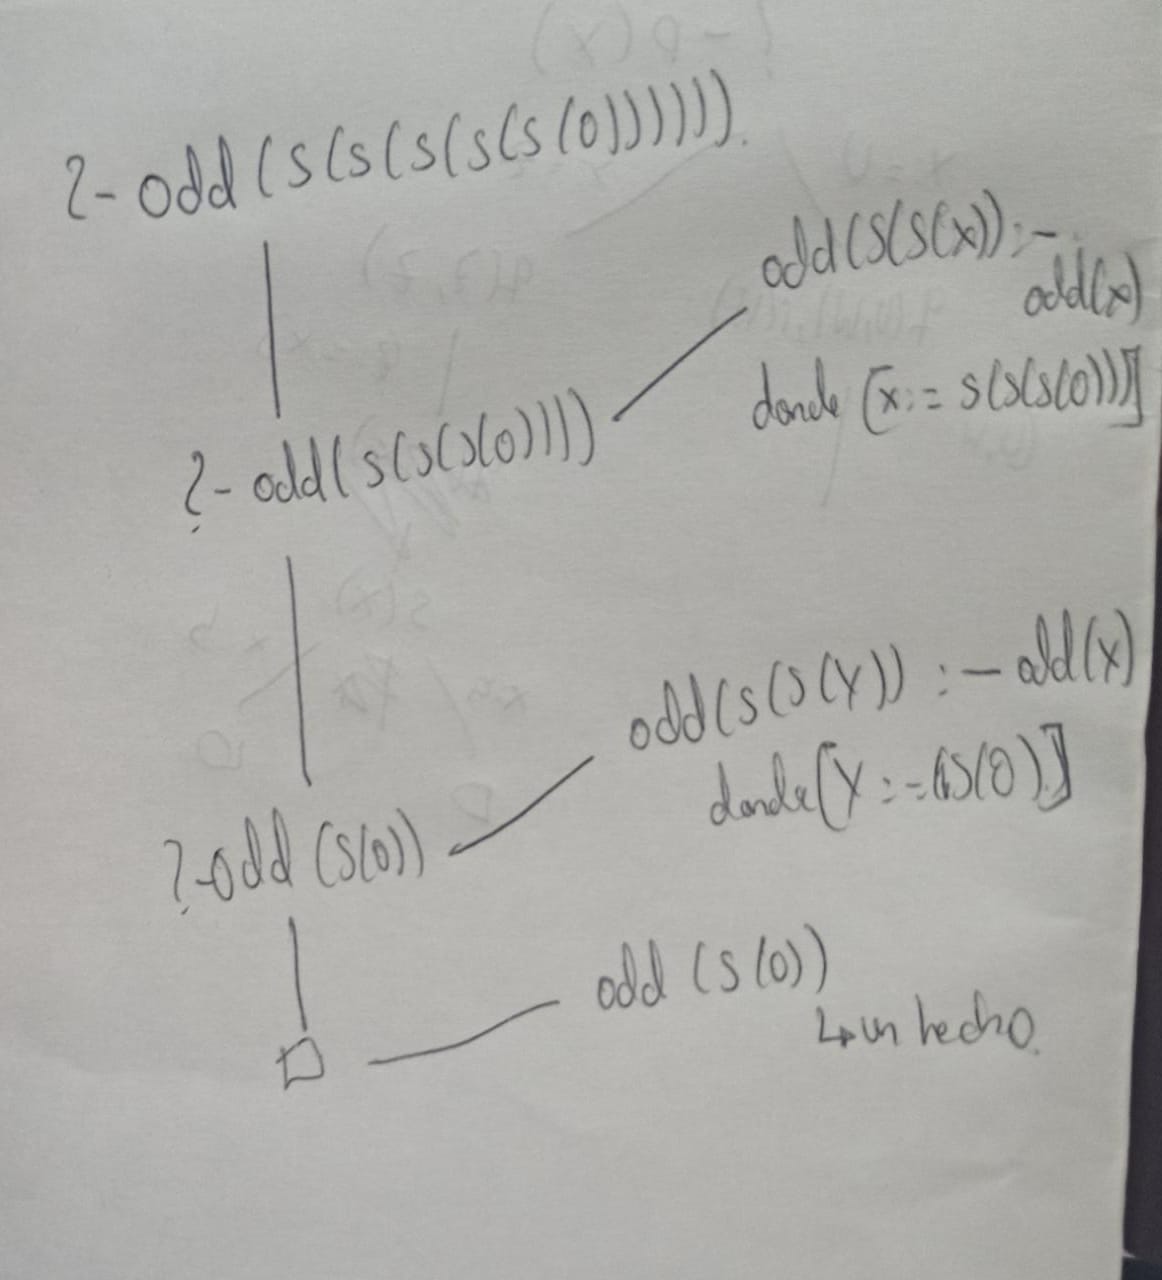 ?- odd (s(s(s(s(s(0)))))).
odd(s(s(x)):-
odd(x)
donde [x:= s(s(s(0)))]
?- odd(s(s(s(0))))
odd(s(s(Y)) :- odd(x)
donde[Y:=s(0)]
?-odd (s(0))
odd (s(0))
↳ un hecho.